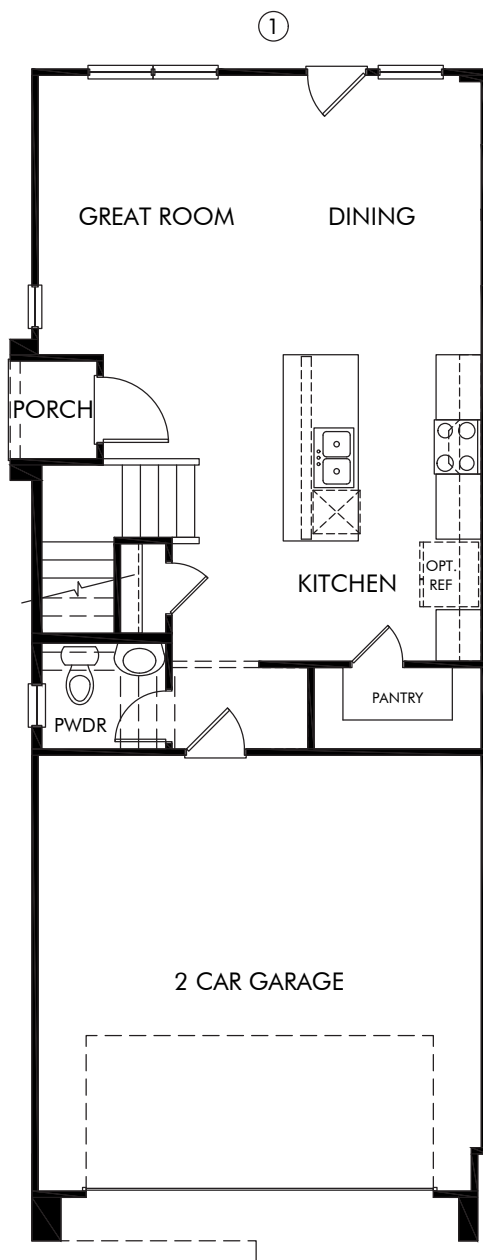 1
GREAT ROOM
DINING
PORCH
OPT.
REF
KITCHEN
PANTRY
PWDR
2 CAR GARAGE